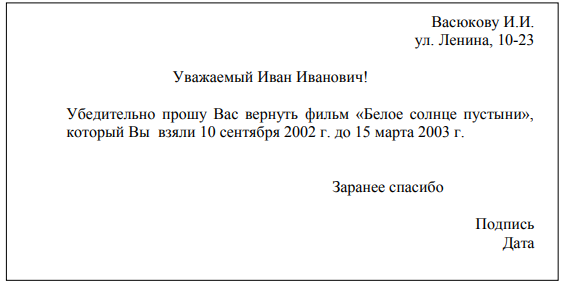 Васюкову И.И.
ул. Ленина, 10-23
Уважаемый Иван Иванович!
Убедительно прошу Вас вернуть фильм «Белое солнце пустыни»,
который Вы взяли 10 сентября 2002 г. до 15 марта 2003 г.
Заранее спасибо
Подпись
Дата